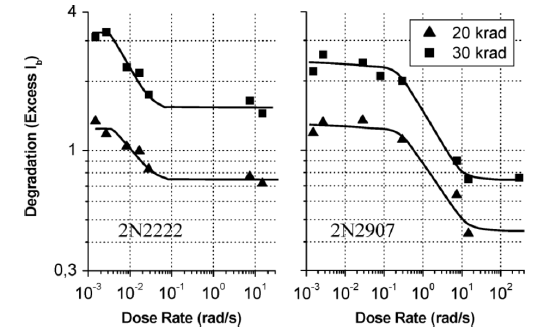 4
2
1
0,3
Degradation (Excess I_b)
20 krad
30 krad
2N2222
2N2907
10^-3 10^-2 10^-1 10^0 10^1
10^-3 10^-2 10^-1 10^0 10^1 10^2
Dose Rate (rad/s)
Dose Rate (rad/s)